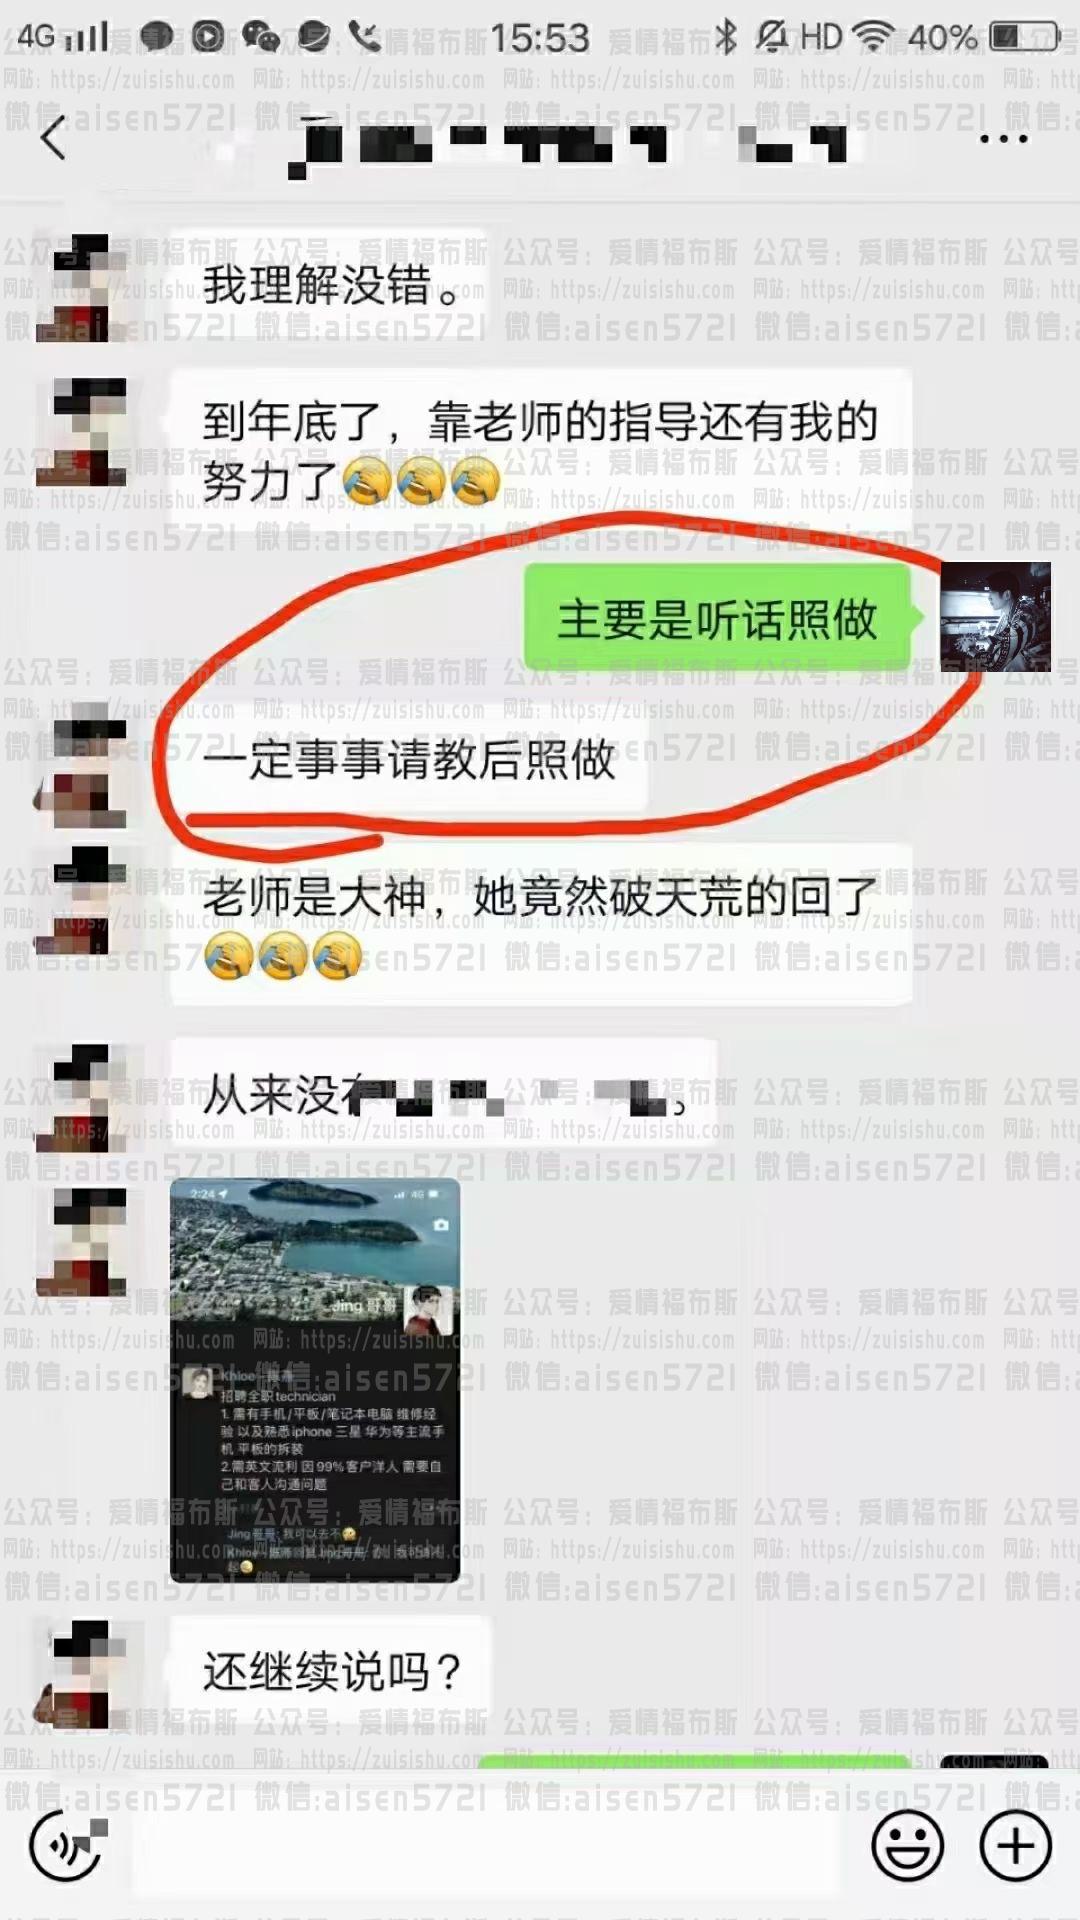 4G 15:53 HD 40%
我理解没错。
到年底了，靠老师的指导还有我的
努力了😂😂😂
主要是听话照做
一定事事请教后照做
老师是大神，她竟然破天荒的回了
😂😂😂
从来没
2:24 4G
Jing 哥哥
Khloe
招聘全职technician
1. 需有手机/平板/笔记本电脑 维修经
验 以及熟悉iphone 三星 华为等主流手
机 平板的拆装
2.需英文流利 因99%客户洋人 需要自
己和客人沟通问题
Jing哥哥: 我可以去不
还继续说吗？
公众号：爱情福布斯
网站：https://zuisishu.com
微信:aisen5721